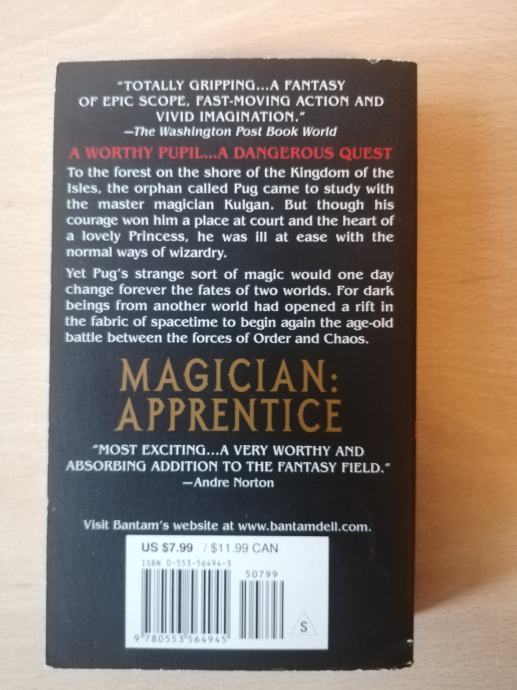 "TOTALLY GRIPPING...A FANTASY
OF EPIC SCOPE, FAST-MOVING ACTION AND
VIVID IMAGINATION."
—The Washington Post Book World
A WORTHY PUPIL...A DANGEROUS QUEST
To the forest on the shore of the Kingdom of the
Isles, the orphan called Pug came to study with
the master magician Kulgan. But though his
courage won him a place at court and the heart of
a lovely Princess, he was ill at ease with the
normal ways of wizardry.
Yet Pug's strange sort of magic would one day
change forever the fates of two worlds. For dark
beings from another world had opened a rift in
the fabric of spacetime to begin again the age-old
battle between the forces of Order and Chaos.
MAGICIAN:
APPRENTICE
"MOST EXCITING...A VERY WORTHY AND
ABSORBING ADDITION TO THE FANTASY FIELD."
—Andre Norton
Visit Bantam's website at www.bantamdell.com.
US $7.99 / $11.99 CAN
ISBN 0-553-56494-3
50799
9 780553 564945
S